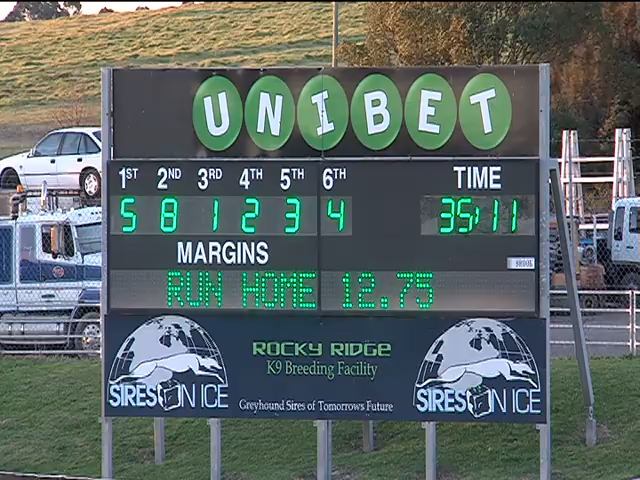 UNIBET
1ST 2ND 3RD 4TH 5TH 6TH TIME
5 8 1 2 3 4 35:11
MARGINS
RUN HOME 12.75
ROCKY RIDGE
K9 Breeding Facility
SIRES ON ICE
Greyhound Sires of Tomorrows Future
SIRES ON ICE